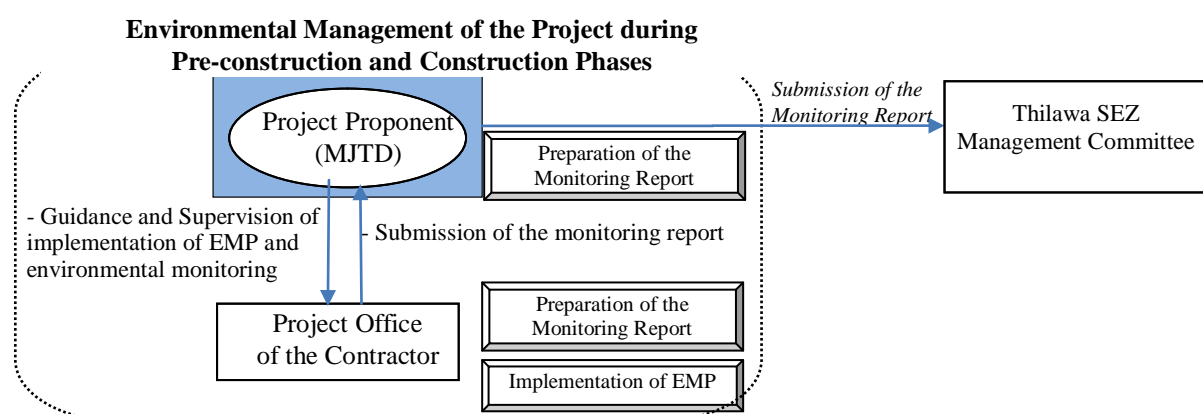 Environmental Management of the Project during
Pre-construction and Construction Phases
Submission of the
Monitoring Report
Thilawa SEZ
Management Committee
Project Proponent
(MJTD)
Preparation of the
Monitoring Report
- Guidance and Supervision of
implementation of EMP and
environmental monitoring
- Submission of the monitoring report
Project Office
of the Contractor
Preparation of the
Monitoring Report
Implementation of EMP